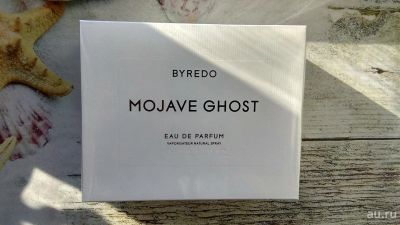 BYREDO
MOJAVE GHOST
EAU DE PARFUM
VAPORISATEUR NATURAL SPRAY
au.ru